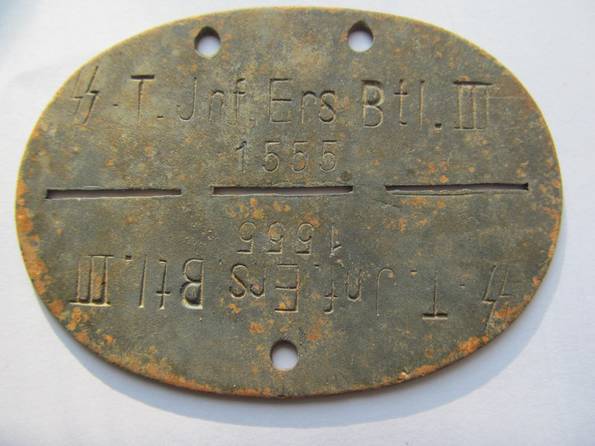 ᛋᛋ-T. Jnf. Ers Btl. III
1555
1555
ᛋᛋ-T. Jnf. Ers. Btl. III